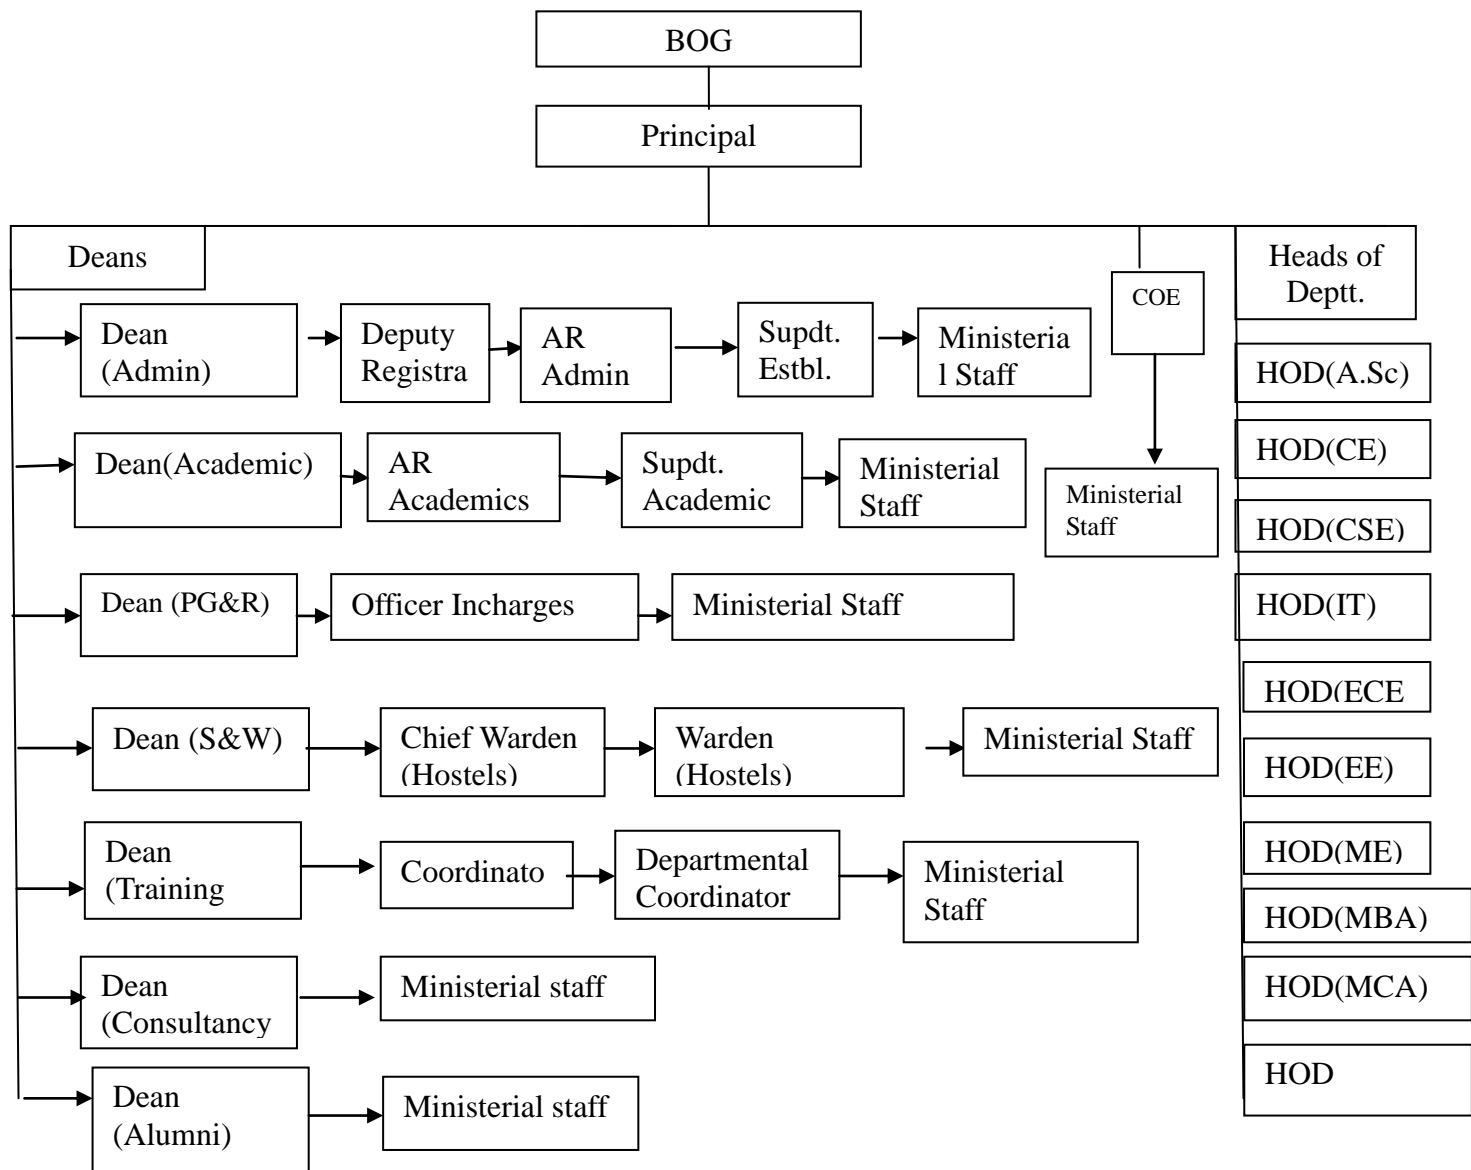 BOG
Principal
Deans
Heads of
Deptt.
COE
Dean
(Admin)
Deputy
Registra
AR
Admin
Supdt.
Estbl.
Ministeria
l Staff
HOD(A.Sc)
Dean(Academic)
AR
Academics
Supdt.
Academic
Ministerial
Staff
Ministerial
Staff
HOD(CE)
HOD(CSE)
Dean (PG&R)
Officer Incharges
Ministerial Staff
HOD(IT)
HOD(ECE
Dean (S&W)
Chief Warden
(Hostels)
Warden
(Hostels)
Ministerial Staff
HOD(EE)
Dean
(Training
Coordinato
Departmental
Coordinator
Ministerial
Staff
HOD(ME)
HOD(MBA)
Dean
(Consultancy
Ministerial staff
HOD(MCA)
Dean
(Alumni)
Ministerial staff
HOD